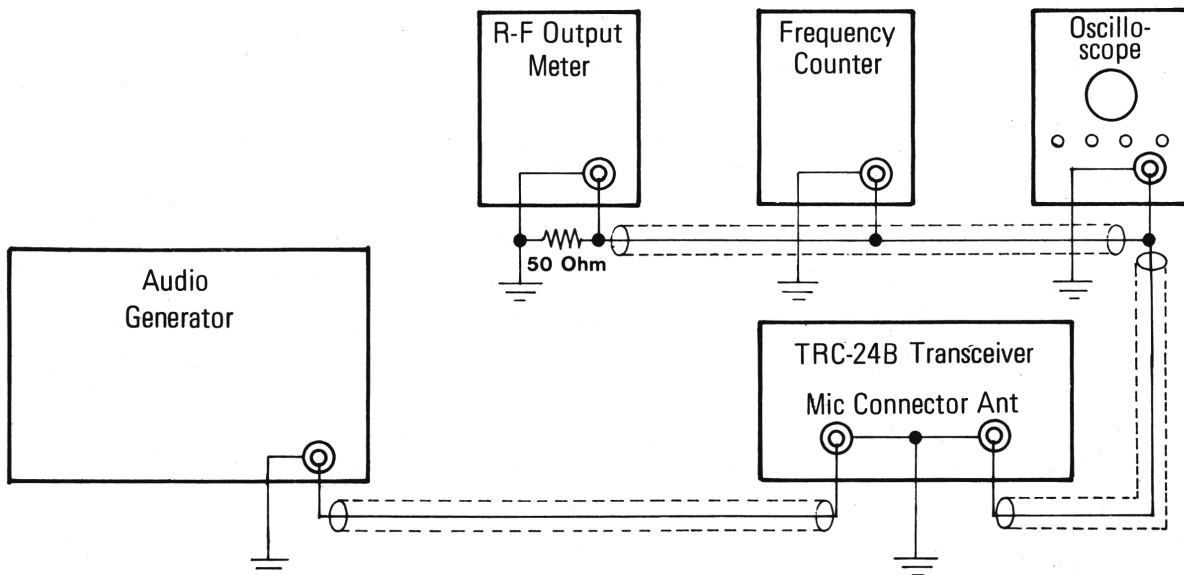 R-F Output
Meter
Frequency
Counter
Oscillo-
scope
50 Ohm
Audio
Generator
TRC-24B Transceiver
Mic Connector Ant